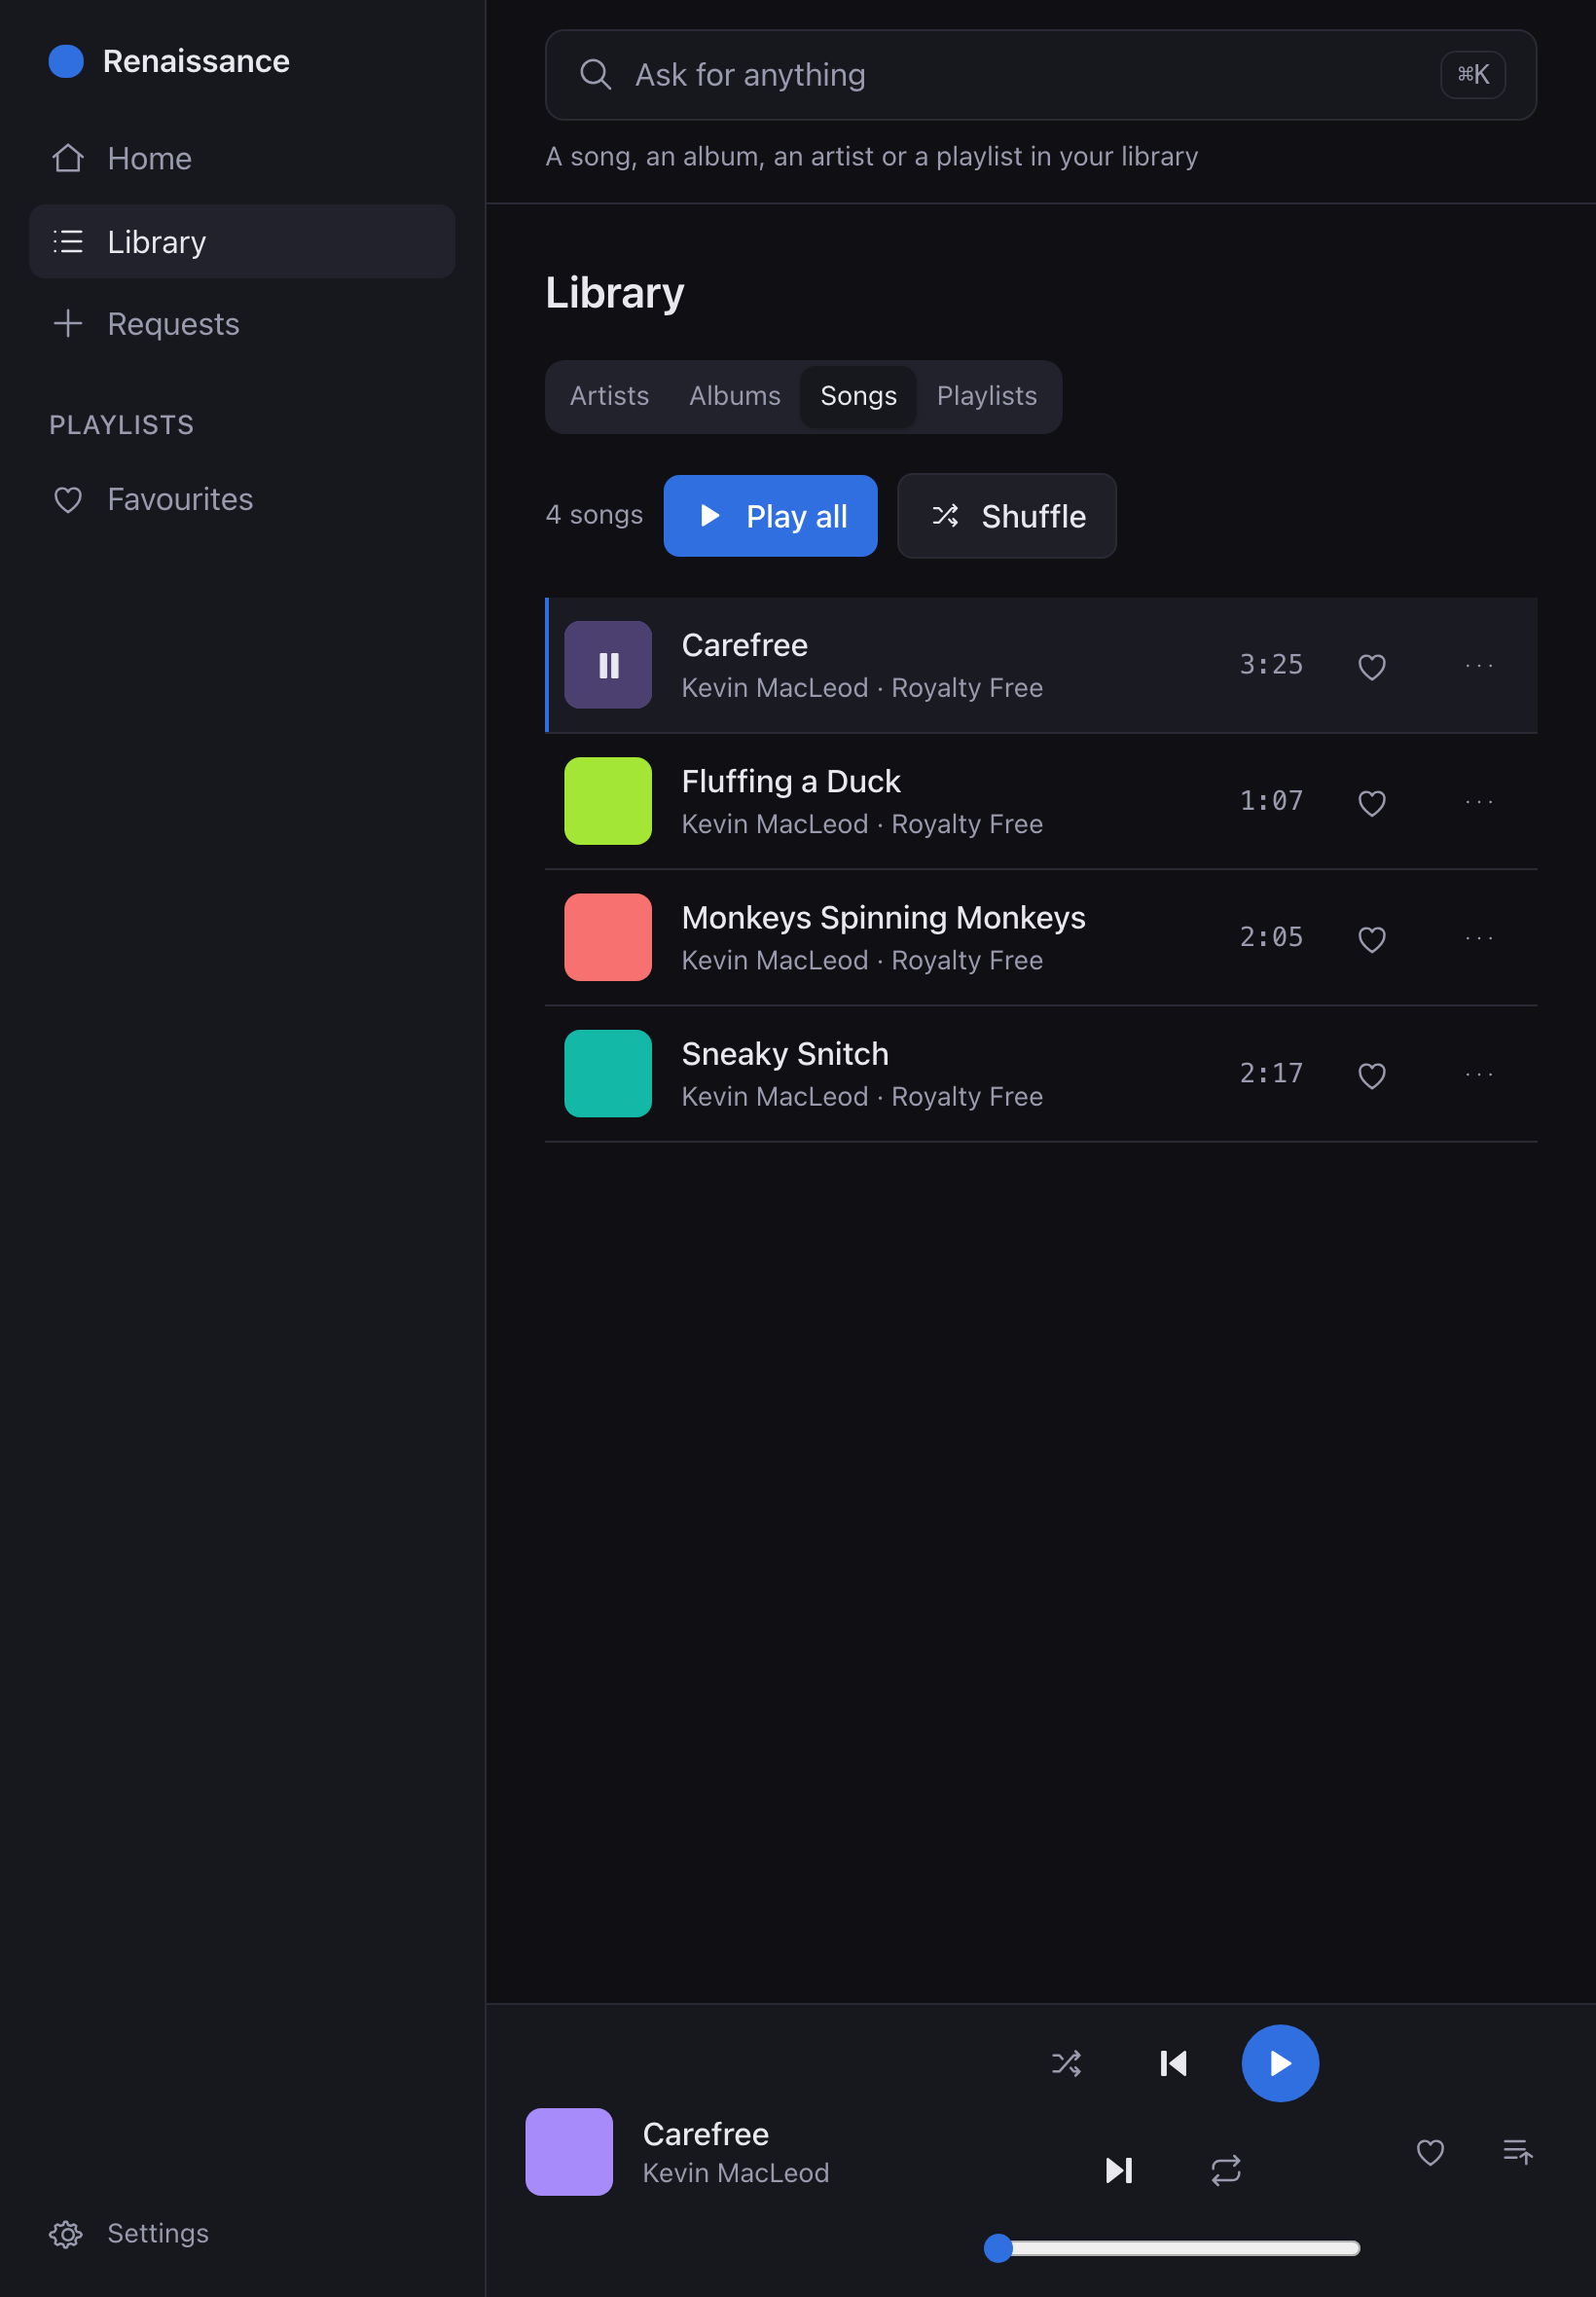 Renaissance
Home
Library
Requests
PLAYLISTS
Favourites
Settings
Ask for anything
⌘K
A song, an album, an artist or a playlist in your library
Library
Artists
Albums
Songs
Playlists
4 songs
Play all
Shuffle
Carefree
Kevin MacLeod · Royalty Free
3:25
Fluffing a Duck
Kevin MacLeod · Royalty Free
1:07
Monkeys Spinning Monkeys
Kevin MacLeod · Royalty Free
2:05
Sneaky Snitch
Kevin MacLeod · Royalty Free
2:17
Carefree
Kevin MacLeod